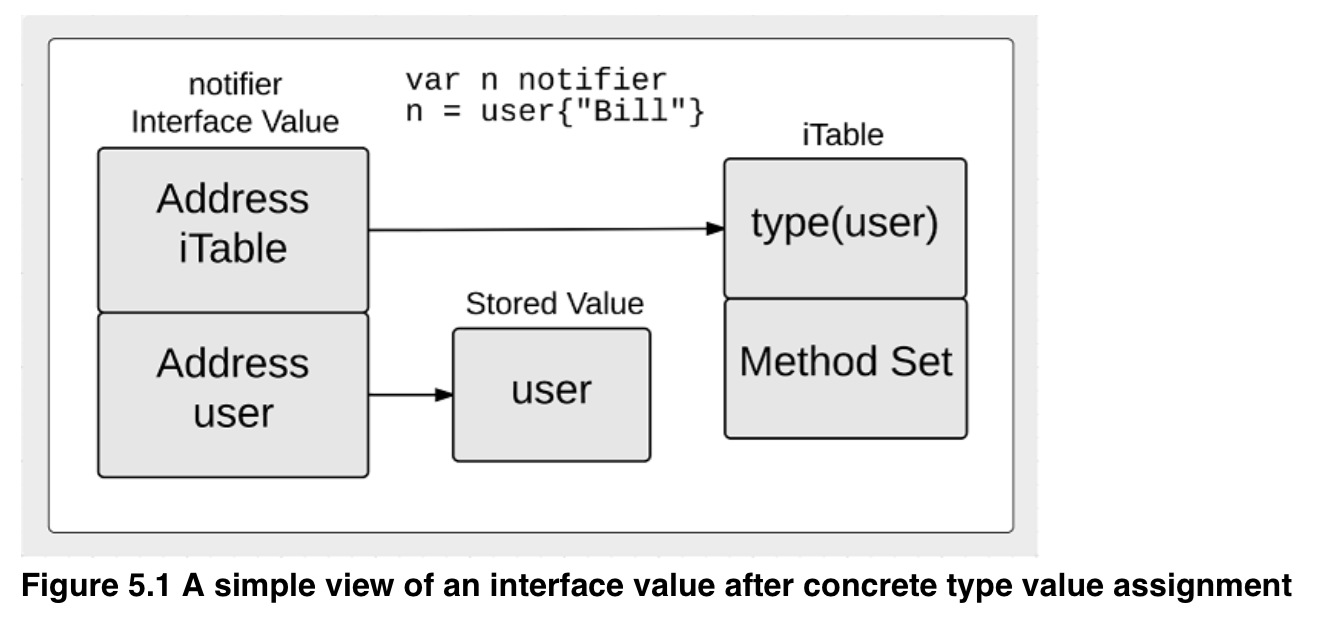 notifier
Interface Value
var n notifier
n = user{"Bill"}
iTable
Address
iTable
type(user)
Stored Value
Address
user
user
Method Set
Figure 5.1 A simple view of an interface value after concrete type value assignment